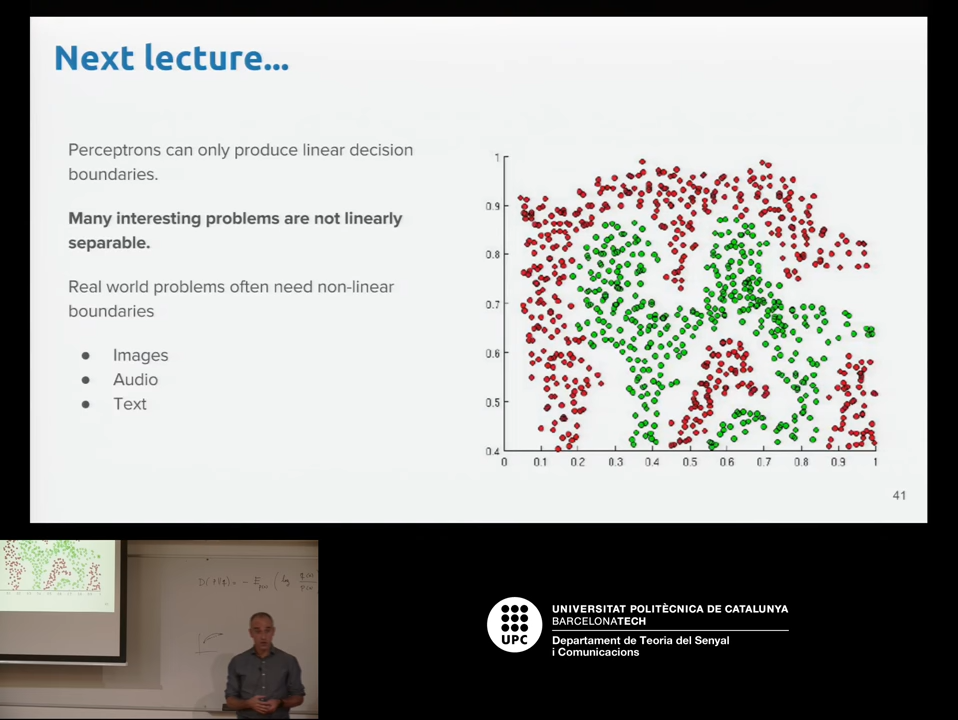 Next lecture...
Perceptrons can only produce linear decision
boundaries.
Many interesting problems are not linearly
separable.
Real world problems often need non-linear
boundaries
● Images
● Audio
● Text
1
0.9
0.8
0.7
0.6
0.5
0.4
0 0.1 0.2 0.3 0.4 0.5 0.6 0.7 0.8 0.9 1
41
UPC
UNIVERSITAT POLITÈCNICA DE CATALUNYA
BARCELONATECH
Departament de Teoria del Senyal
i Comunicacions